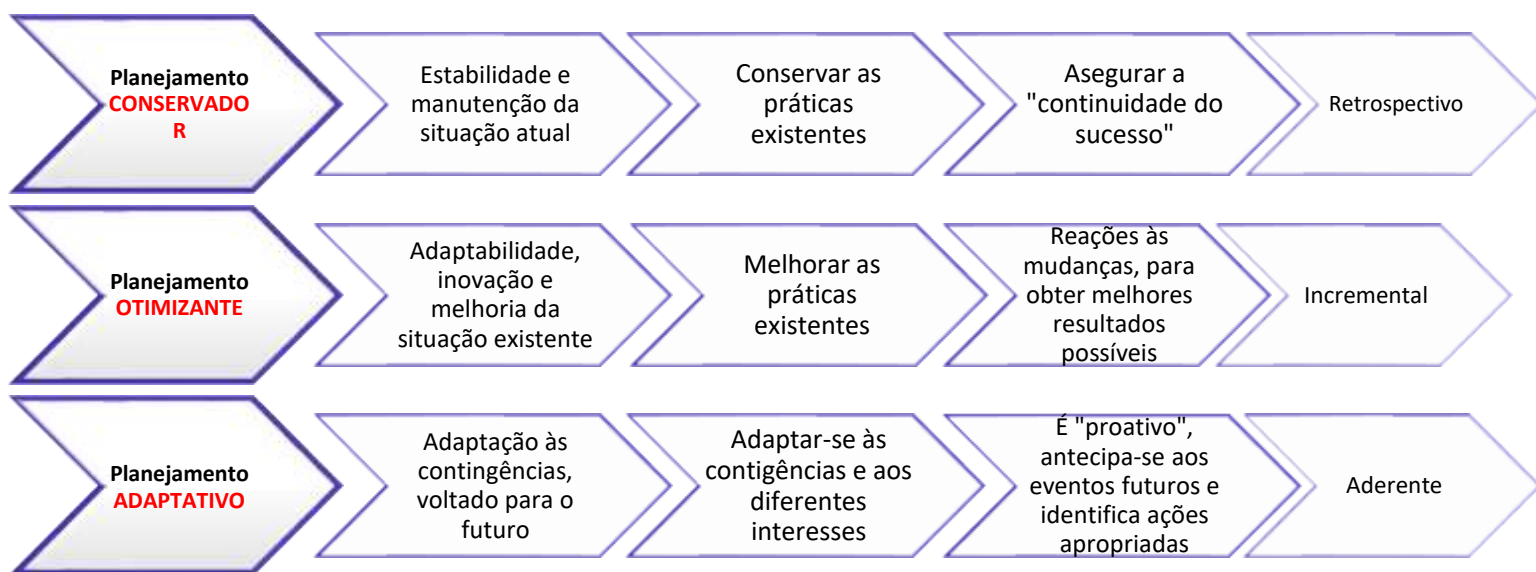 Planejamento
CONSERVADO
R
Estabilidade e
manutenção da
situação atual
Conservar as
práticas
existentes
Asegurar a
"continuidade do
sucesso"
Retrospectivo
Planejamento
OTIMIZANTE
Adaptabilidade,
inovação e
melhoria da
situação existente
Melhorar as
práticas
existentes
Reações às
mudanças, para
obter melhores
resultados
possíveis
Incremental
Planejamento
ADAPTATIVO
Adaptação às
contingências,
voltado para o
futuro
Adaptar-se às
contigências e aos
diferentes
interesses
É "proativo",
antecipa-se aos
eventos futuros e
identifica ações
apropriadas
Aderente